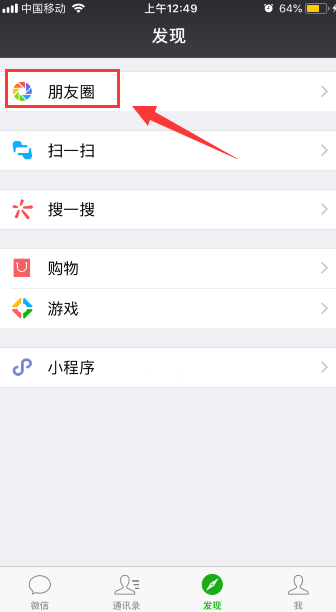 中国移动 上午12:49 64%
发现
朋友圈
扫一扫
搜一搜
购物
游戏
小程序
微信 通讯录 发现 我